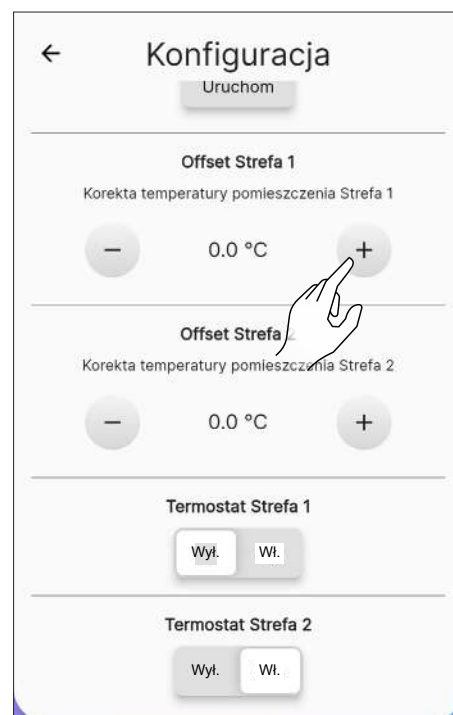 Konfiguracja
Uruchom
Offset Strefa 1
Korekta temperatury pomieszczenia Strefa 1
− 0.0 °C +
Offset Strefa
Korekta temperatury pomieszczenia Strefa 2
− 0.0 °C +
Termostat Strefa 1
Wył. Wł.
Termostat Strefa 2
Wył. Wł.